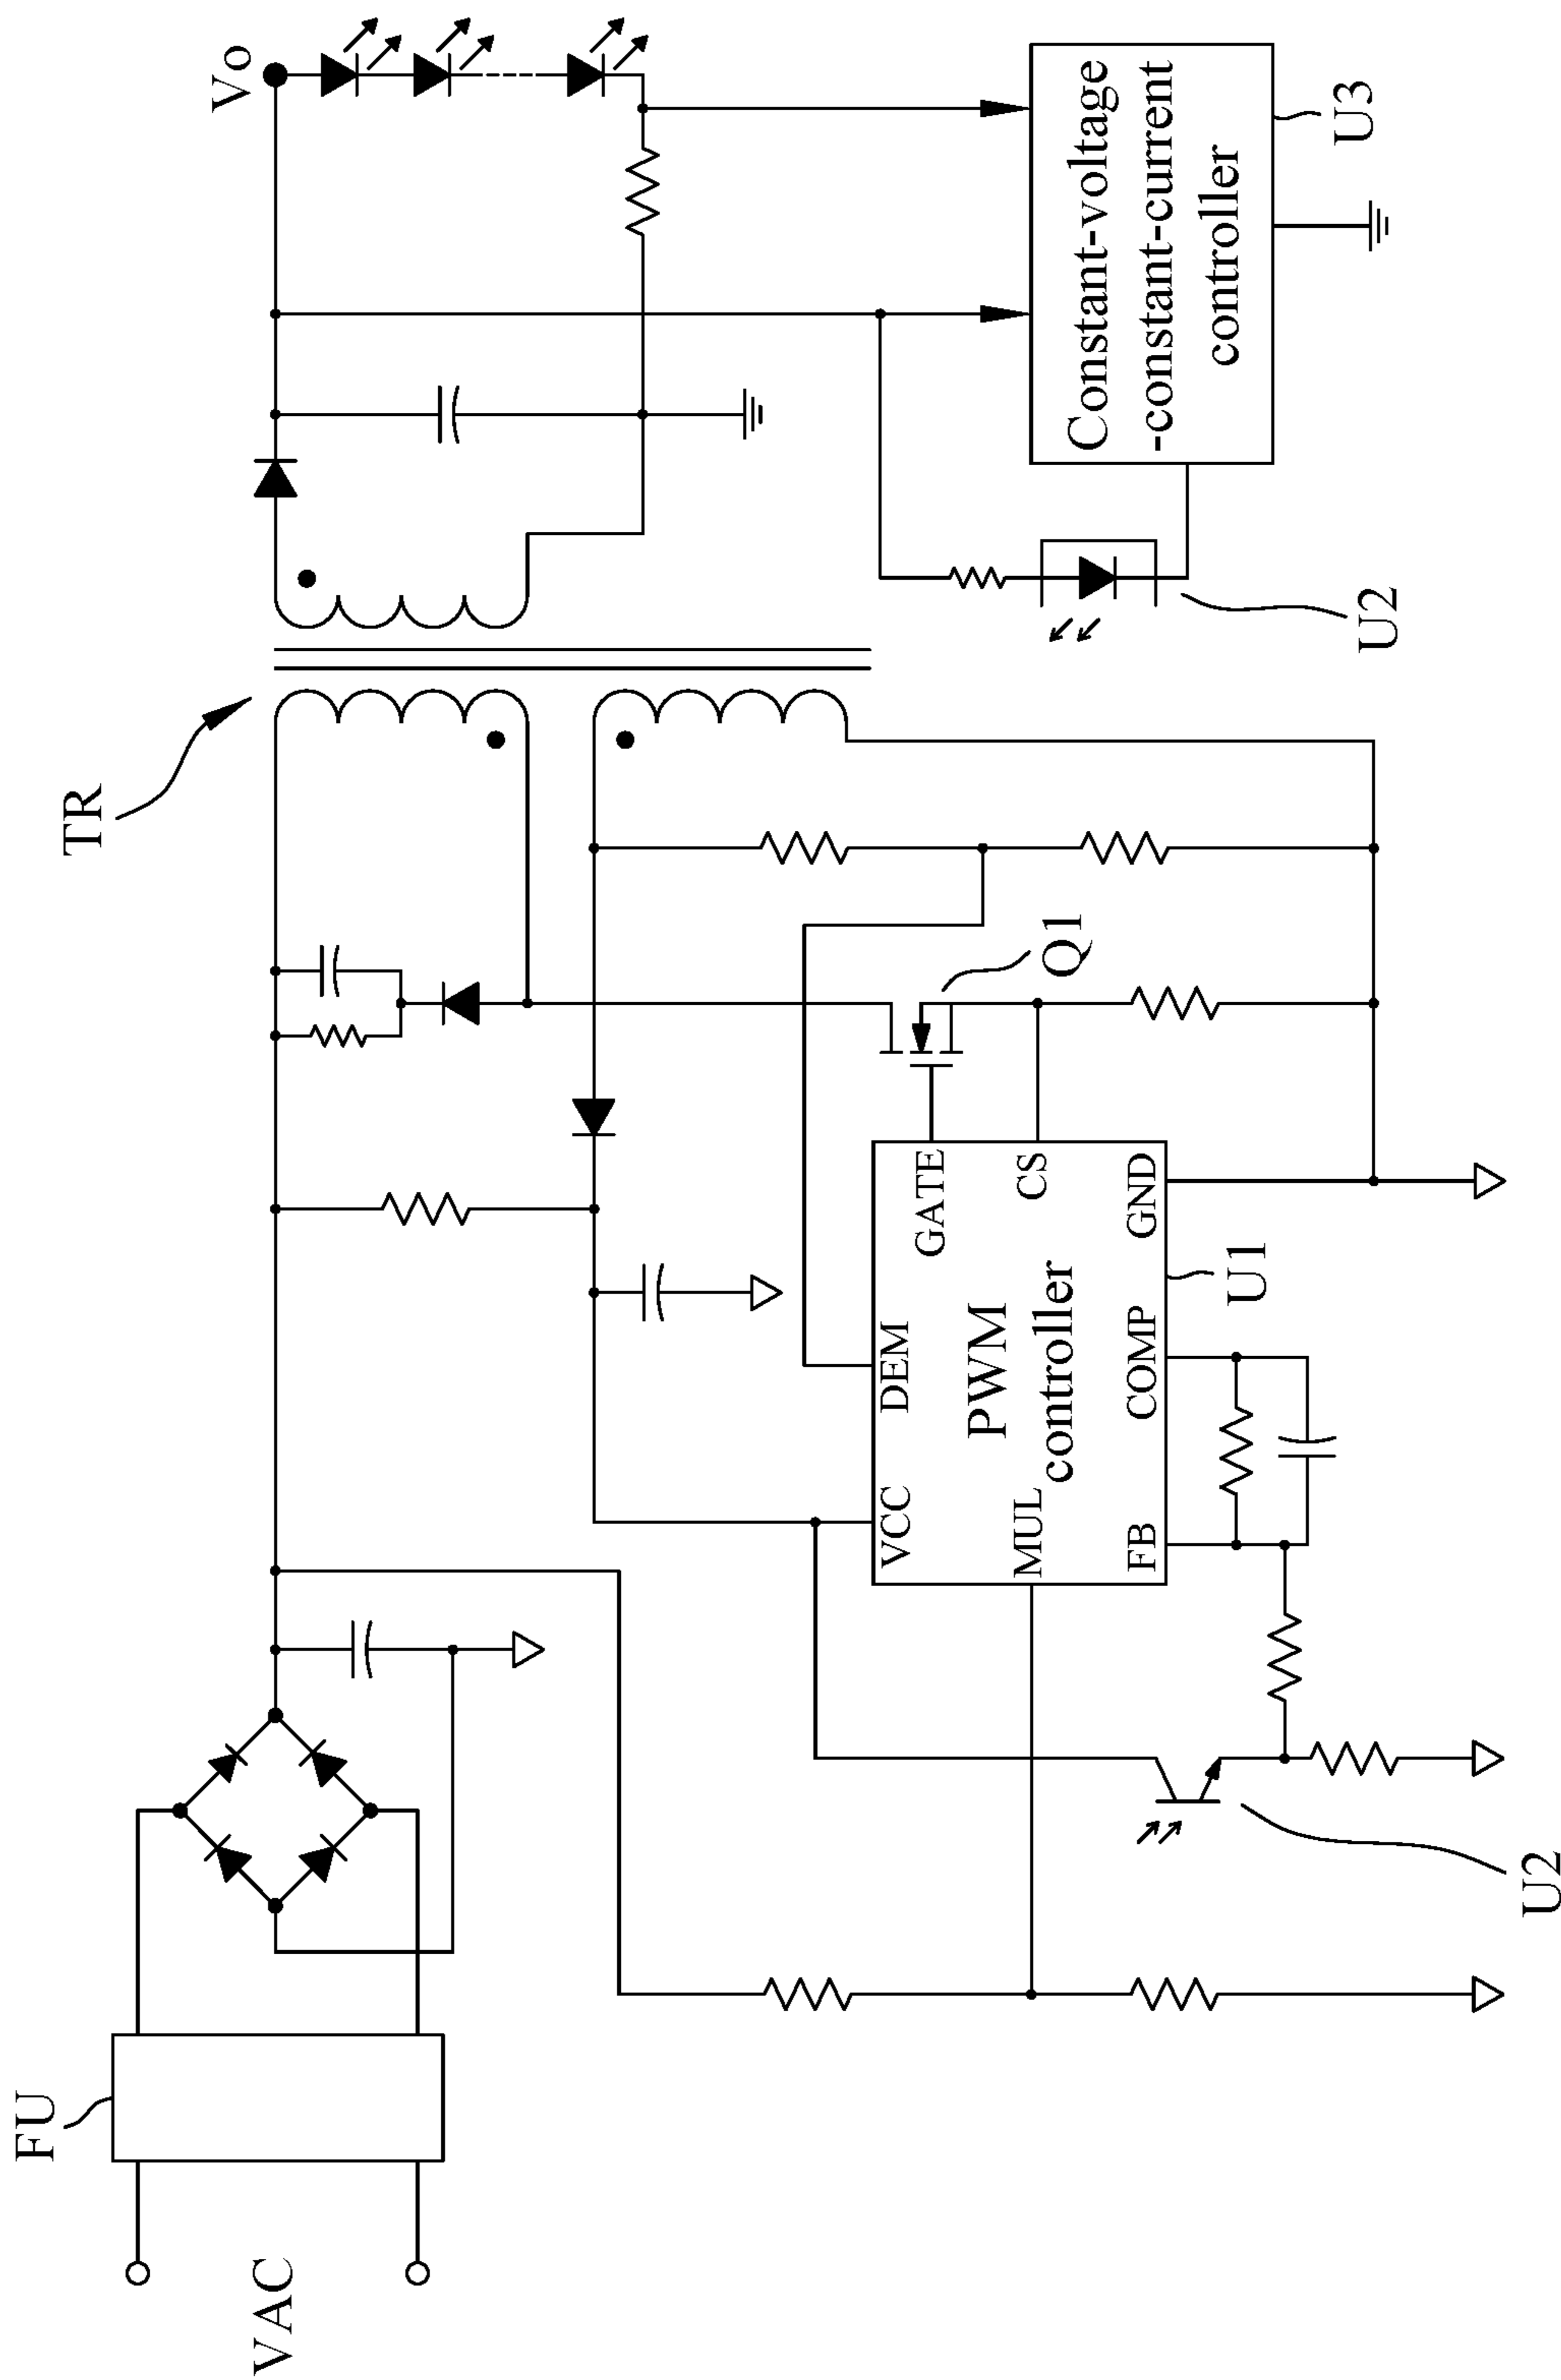 VAC
FU
TR
Vo
VCC
DEM
GATE
MUL
PWM
controller
CS
FB
COMP
GND
U1
Q1
U2
U2
Constant-voltage
-constant-current
controller
U3